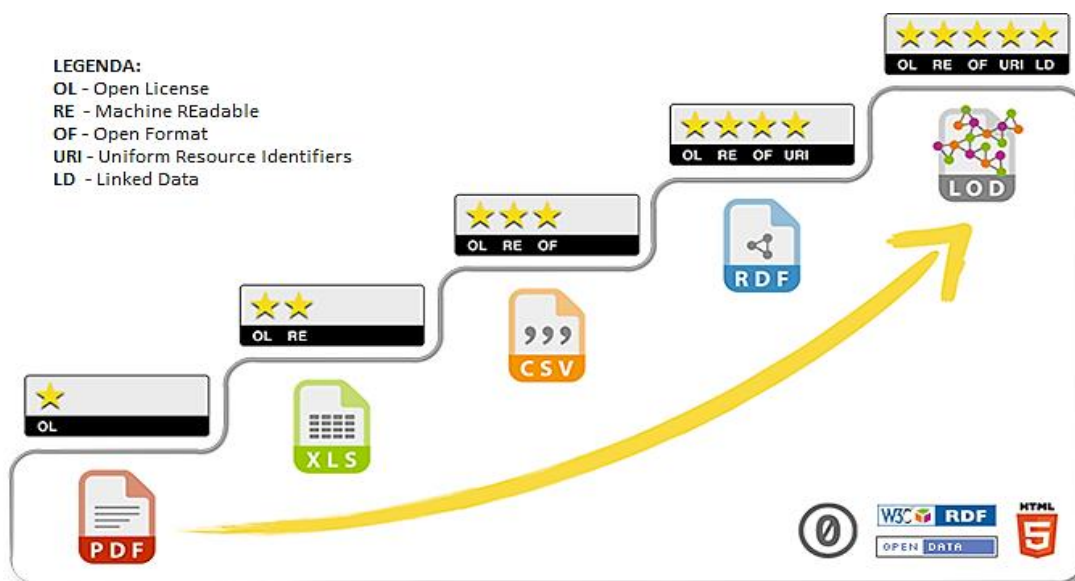 LEGENDA:
OL - Open License
RE - Machine REadable
OF - Open Format
URI - Uniform Resource Identifiers
LD - Linked Data
OL RE OF URI LD
LOD
OL RE OF URI
RDF
OL RE OF
,,,
CSV
OL RE
XLS
OL
PDF
0
W3C RDF
OPEN DATA
HTML
5